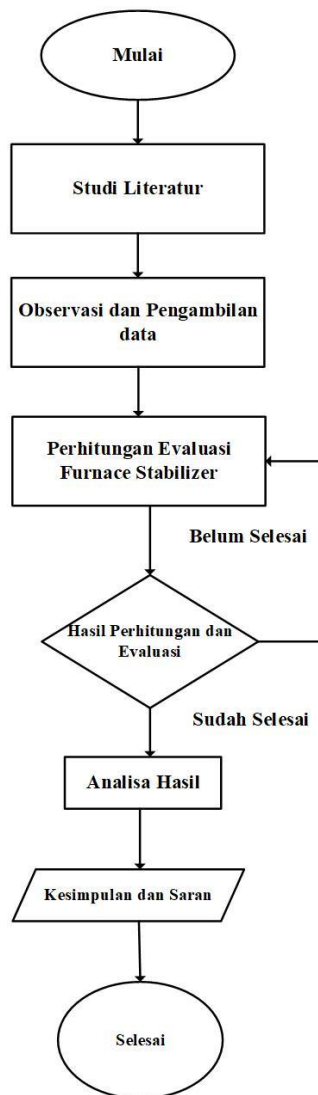 Mulai
Studi Literatur
Observasi dan Pengambilan
data
Perhitungan Evaluasi
Furnace Stabilizer
Belum Selesai
Hasil Perhitungan dan
Evaluasi
Sudah Selesai
Analisa Hasil
Kesimpulan dan Saran
Selesai